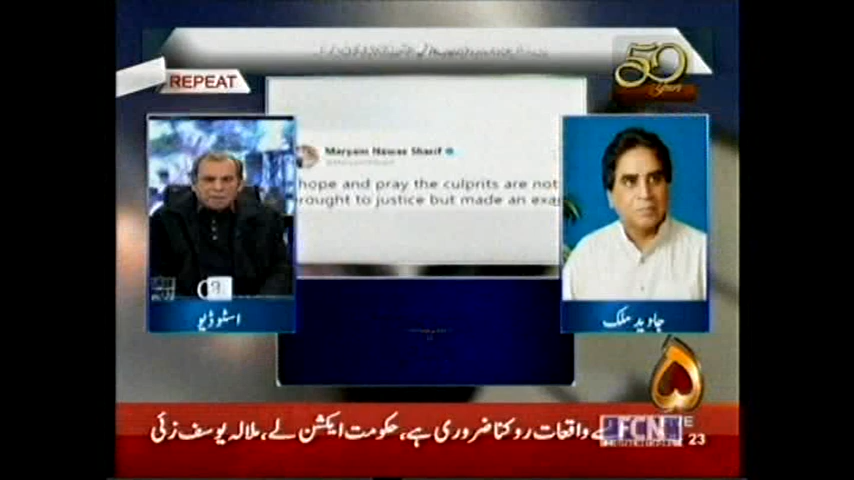 50
Years
REPEAT
Maryam Nawaz Sharif
hope and pray the culprits are not
rought to justice but made an exa
اسٹوڈیو
جاوید ملک
ے واقعات روکنا ضروری ہے، حکومت ایکشن لے، ملالہ یوسف زئی
FCN
23